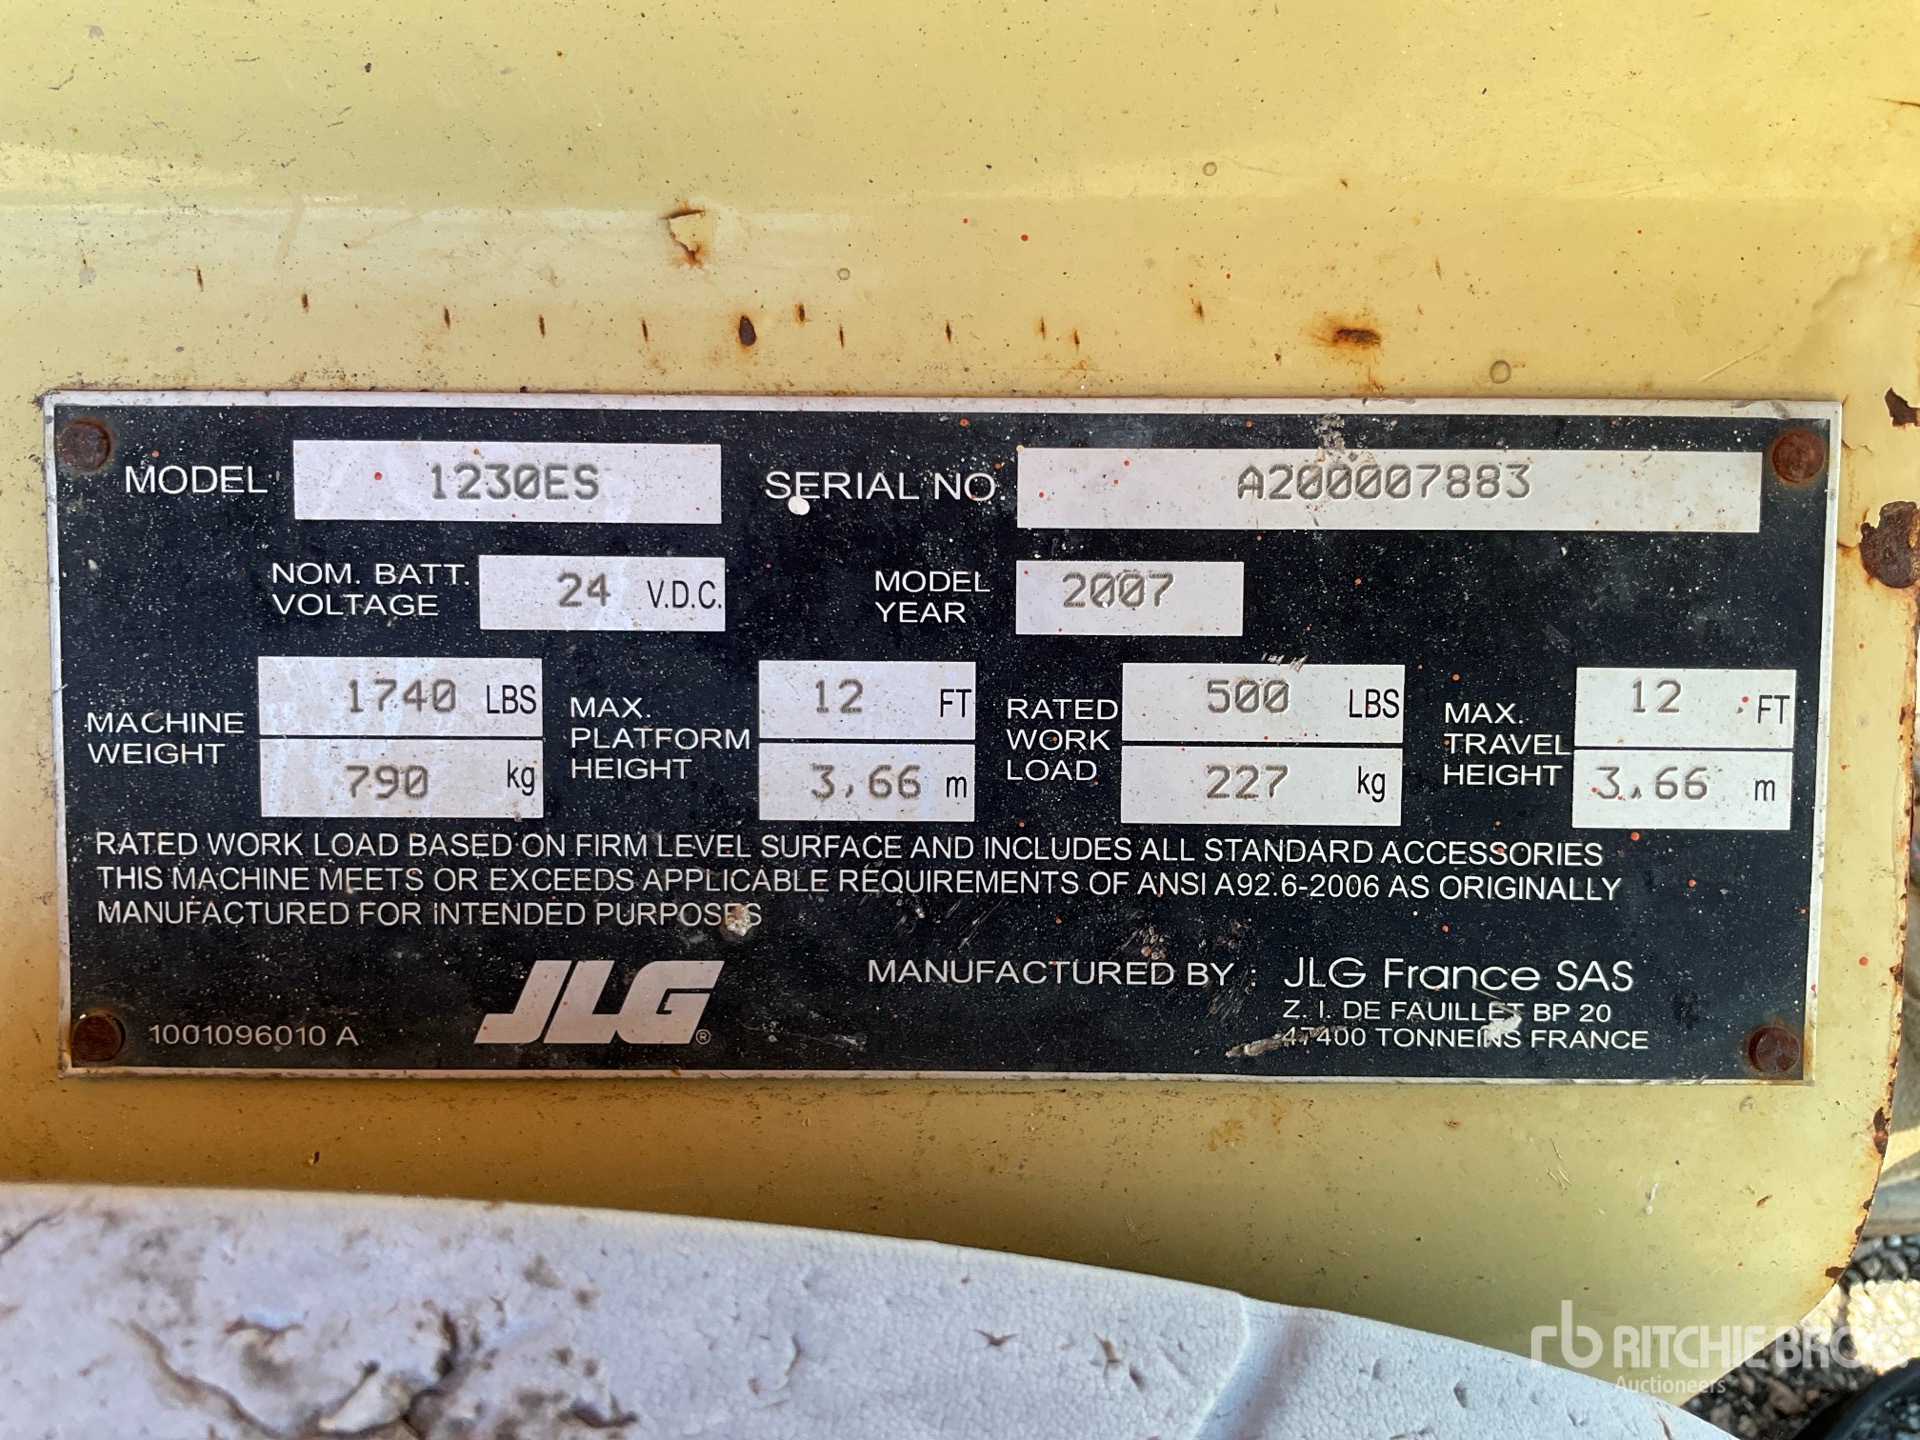 MODEL 1230ES SERIAL NO. A200007883
NOM. BATT. VOLTAGE 24 V.D.C. MODEL YEAR 2007
MACHINE WEIGHT 1740 LBS 790 kg MAX. PLATFORM HEIGHT 12 FT 3.66 m RATED WORK LOAD 500 LBS 227 kg MAX. TRAVEL HEIGHT 12 FT 3.66 m
RATED WORK LOAD BASED ON FIRM LEVEL SURFACE AND INCLUDES ALL STANDARD ACCESSORIES
THIS MACHINE MEETS OR EXCEEDS APPLICABLE REQUIREMENTS OF ANSI A92.6-2006 AS ORIGINALLY
MANUFACTURED FOR INTENDED PURPOSES
JLG®
MANUFACTURED BY : JLG France SAS
Z. I. DE FAUILLET BP 20
47400 TONNEINS FRANCE
1001096010 A
rb RITCHIE BROS
Auctioneers